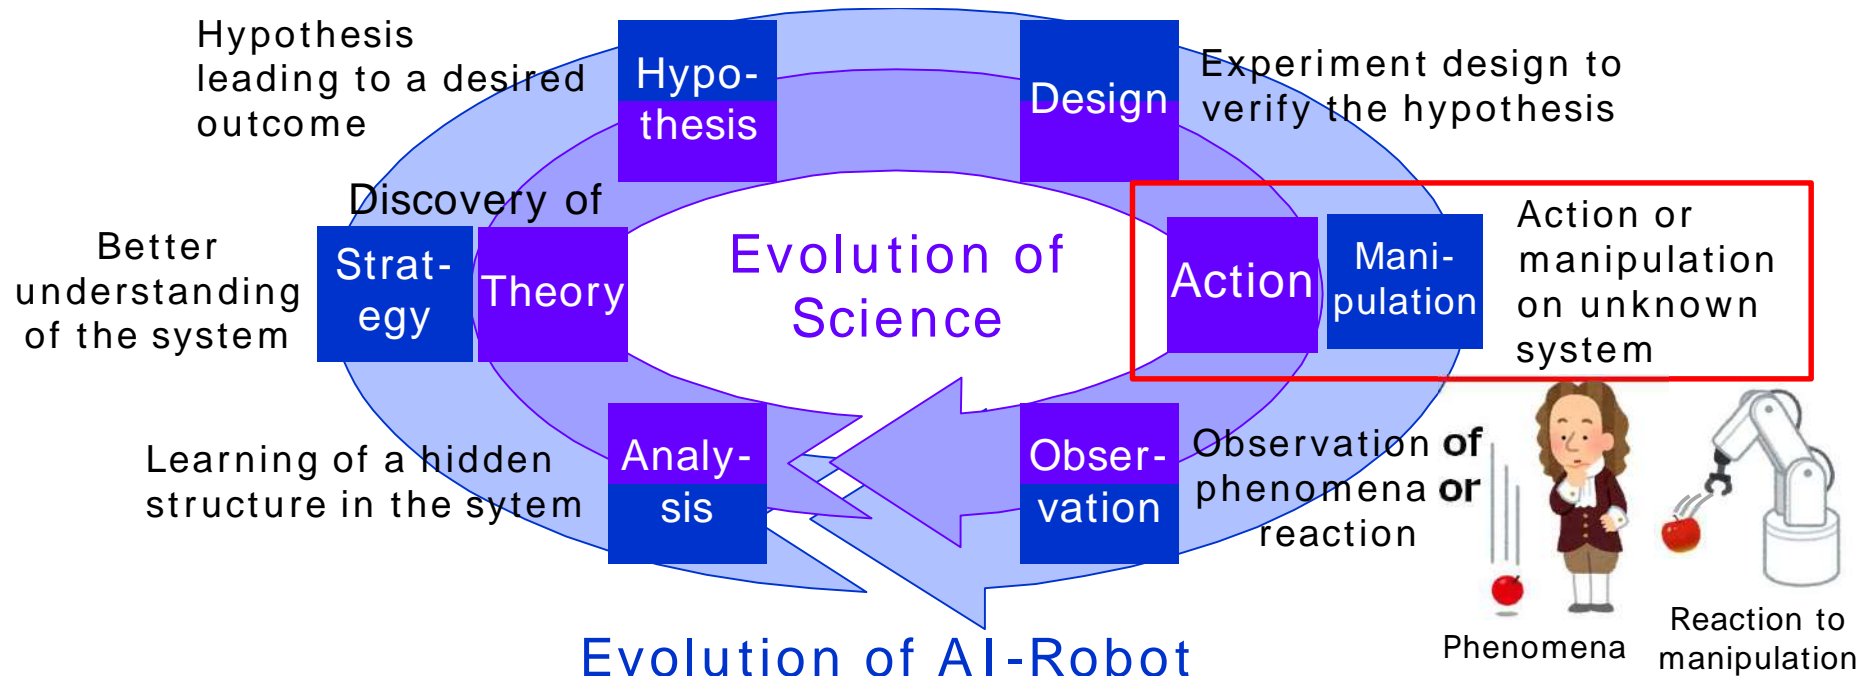 Hypothesis
leading to a desired
outcome
Hypo-
thesis
Design
Experiment design to
verify the hypothesis
Discovery of
Better
understanding
of the system
Strat-
egy
Theory
Evolution of
Science
Action
Mani-
pulation
Action or
manipulation
on unknown
system
Learning of a hidden
structure in the sytem
Analy-
sis
Obser-
vation
Observation of
phenomena or
reaction
Phenomena
Reaction to
manipulation
Evolution of AI-Robot